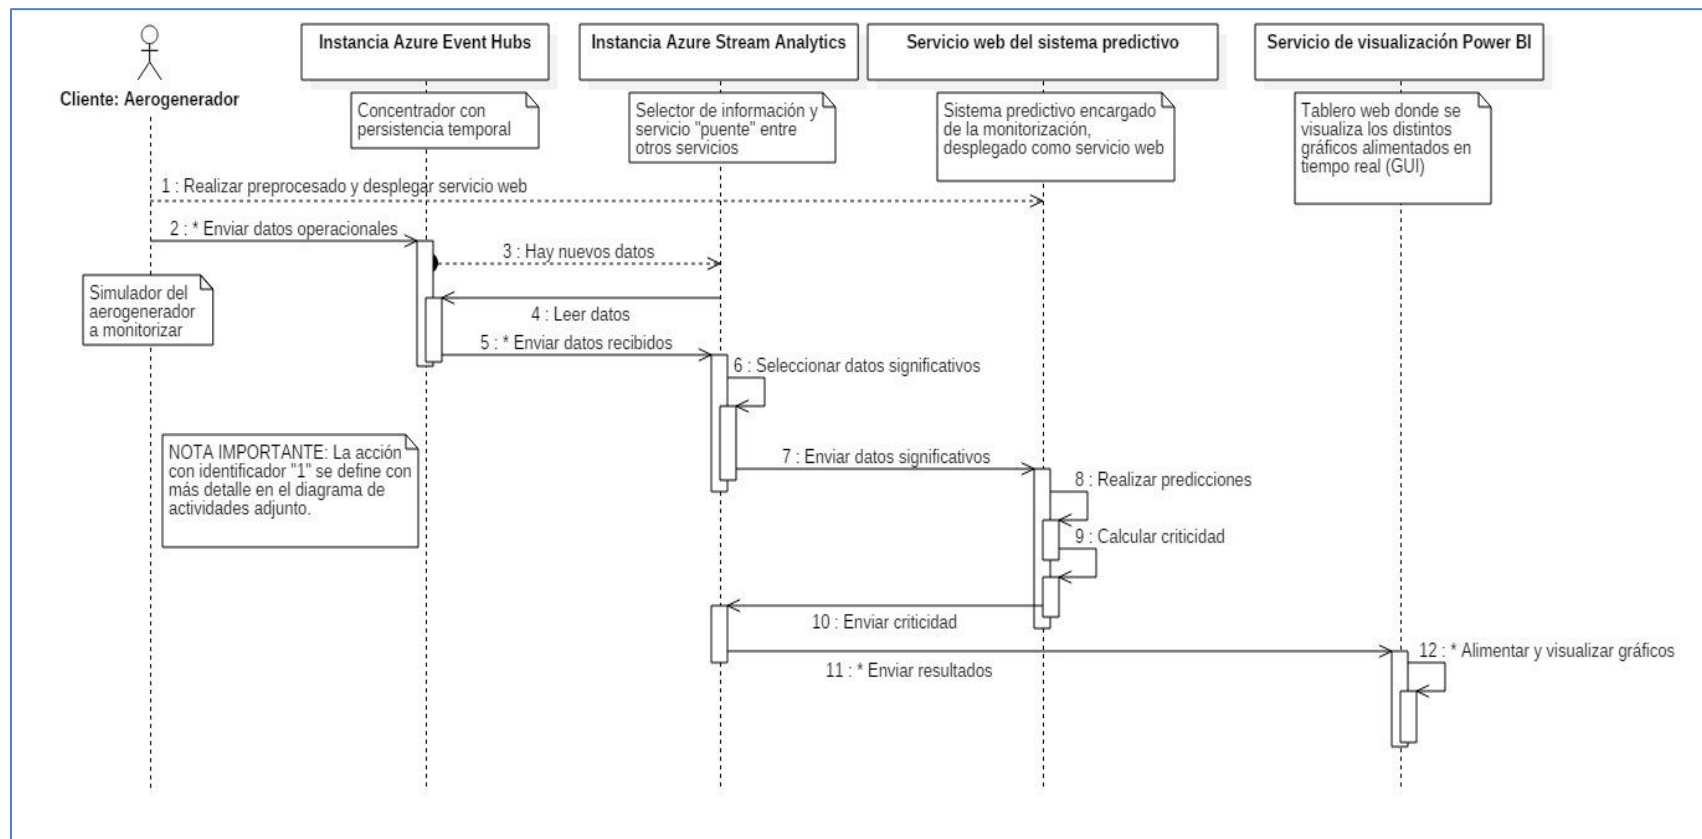 Instancia Azure Event Hubs
Instancia Azure Stream Analytics
Servicio web del sistema predictivo
Servicio de visualización Power BI
Cliente: Aerogenerador
Concentrador con
persistencia temporal
Selector de información y
servicio "puente" entre
otros servicios
Sistema predictivo encargado
de la monitorización,
desplegado como servicio web
Tablero web donde se
visualiza los distintos
gráficos alimentados en
tiempo real (GUI)
1 : Realizar preprocesado y desplegar servicio web
2 : * Enviar datos operacionales
3 : Hay nuevos datos
Simulador del
aerogenerador
a monitorizar
4 : Leer datos
5 : * Enviar datos recibidos
6 : Seleccionar datos significativos
NOTA IMPORTANTE: La acción
con identificador "1" se define con
más detalle en el diagrama de
actividades adjunto.
7 : Enviar datos significativos
8 : Realizar predicciones
9 : Calcular criticidad
10 : Enviar criticidad
11 : * Enviar resultados
12 : * Alimentar y visualizar gráficos